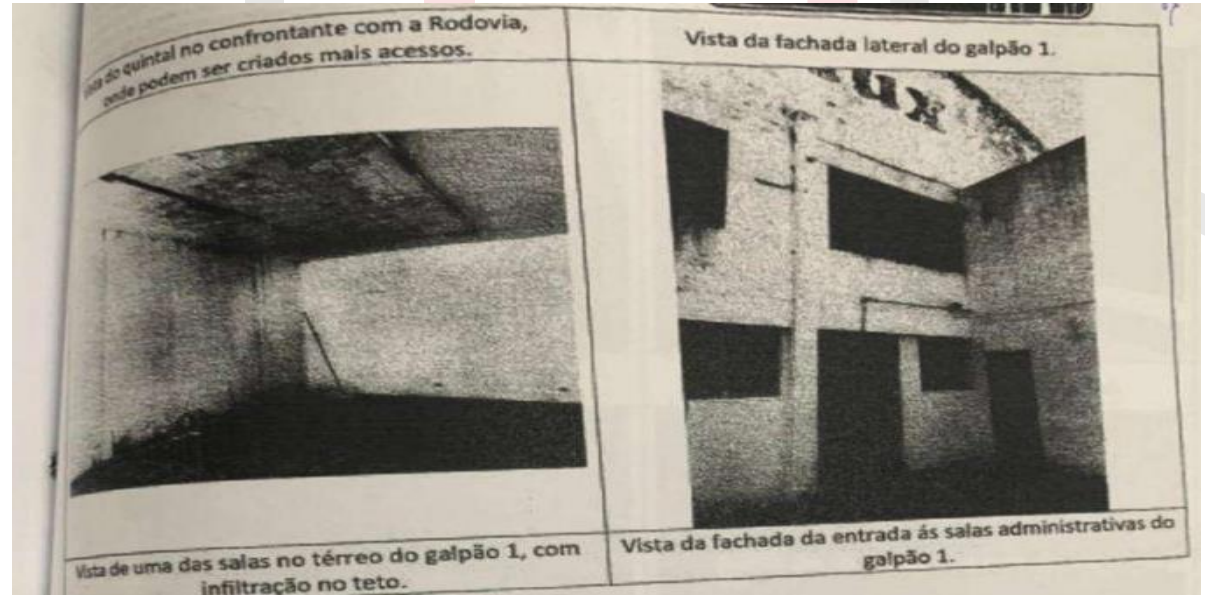 Vista do quintal no confrontante com a Rodovia,
onde podem ser criados mais acessos.
Vista da fachada lateral do galpão 1.
ux
Vista de uma das salas no térreo do galpão 1, com
infiltração no teto.
Vista da fachada da entrada ás salas administrativas do
galpão 1.